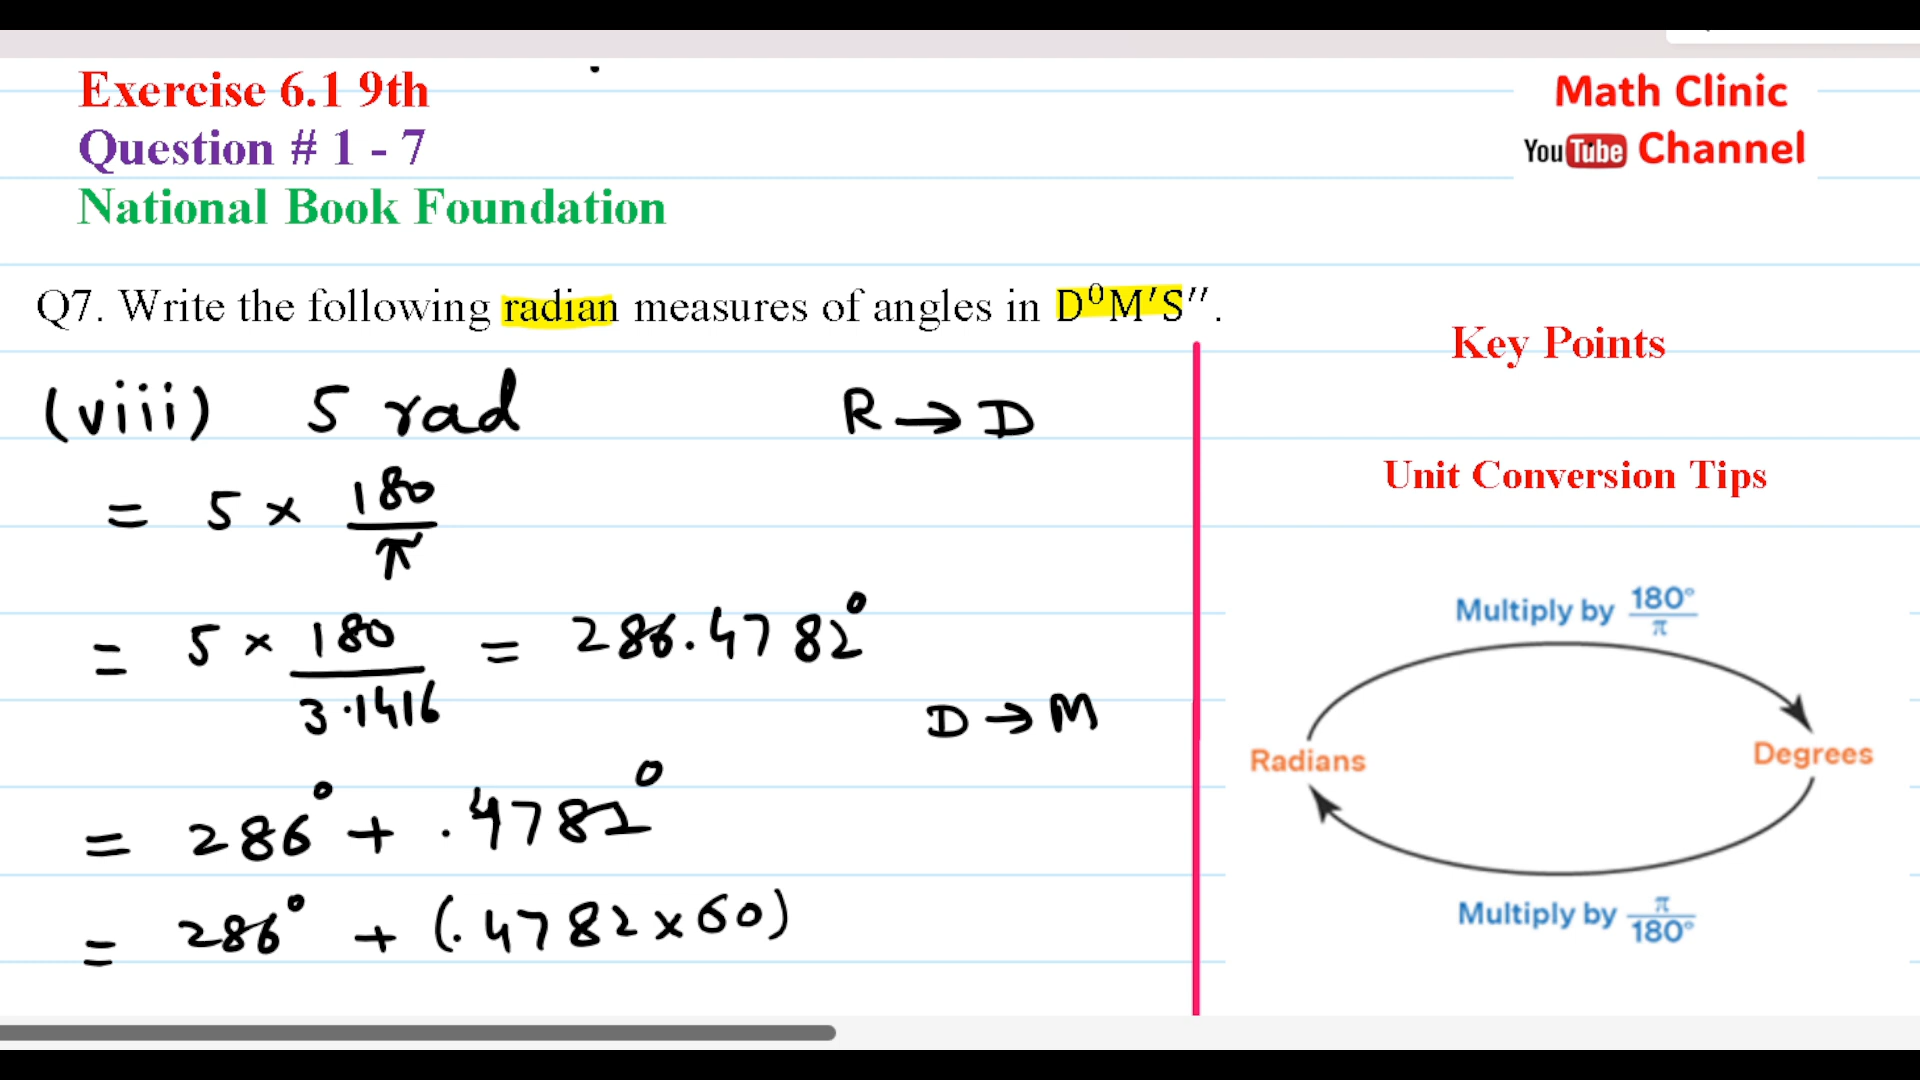 Exercise 6.1 9th
Question # 1 - 7
National Book Foundation
Math Clinic
YouTube Channel
Q7. Write the following radian measures of angles in D⁰M′S′′.
(viii) 5 rad R → D
= 5 × 180/π
= 5 × 180/3.1416 = 286.4782°
D → M
= 286° + .4782°
= 286° + (.4782 × 60)
Key Points
Unit Conversion Tips
Multiply by 180°/π
Radians
Degrees
Multiply by π/180°